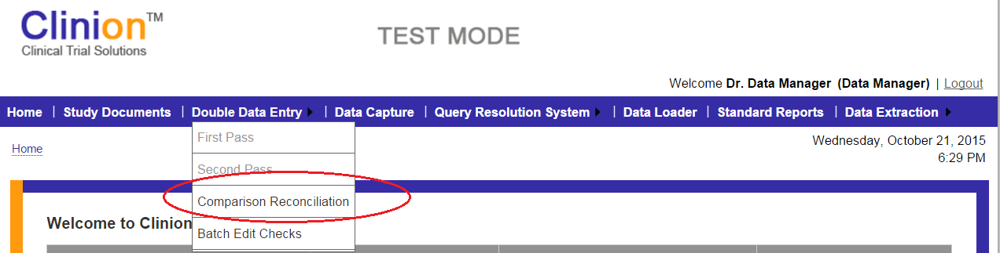 Clinion™
Clinical Trial Solutions
TEST MODE
Welcome Dr. Data Manager (Data Manager) | Logout
Home | Study Documents | Double Data Entry | Data Capture | Query Resolution System | Data Loader | Standard Reports | Data Extraction
First Pass
Home
Wednesday, October 21, 2015
6:29 PM
Second Pass
Comparison Reconciliation
Welcome to Clinion
Batch Edit Checks